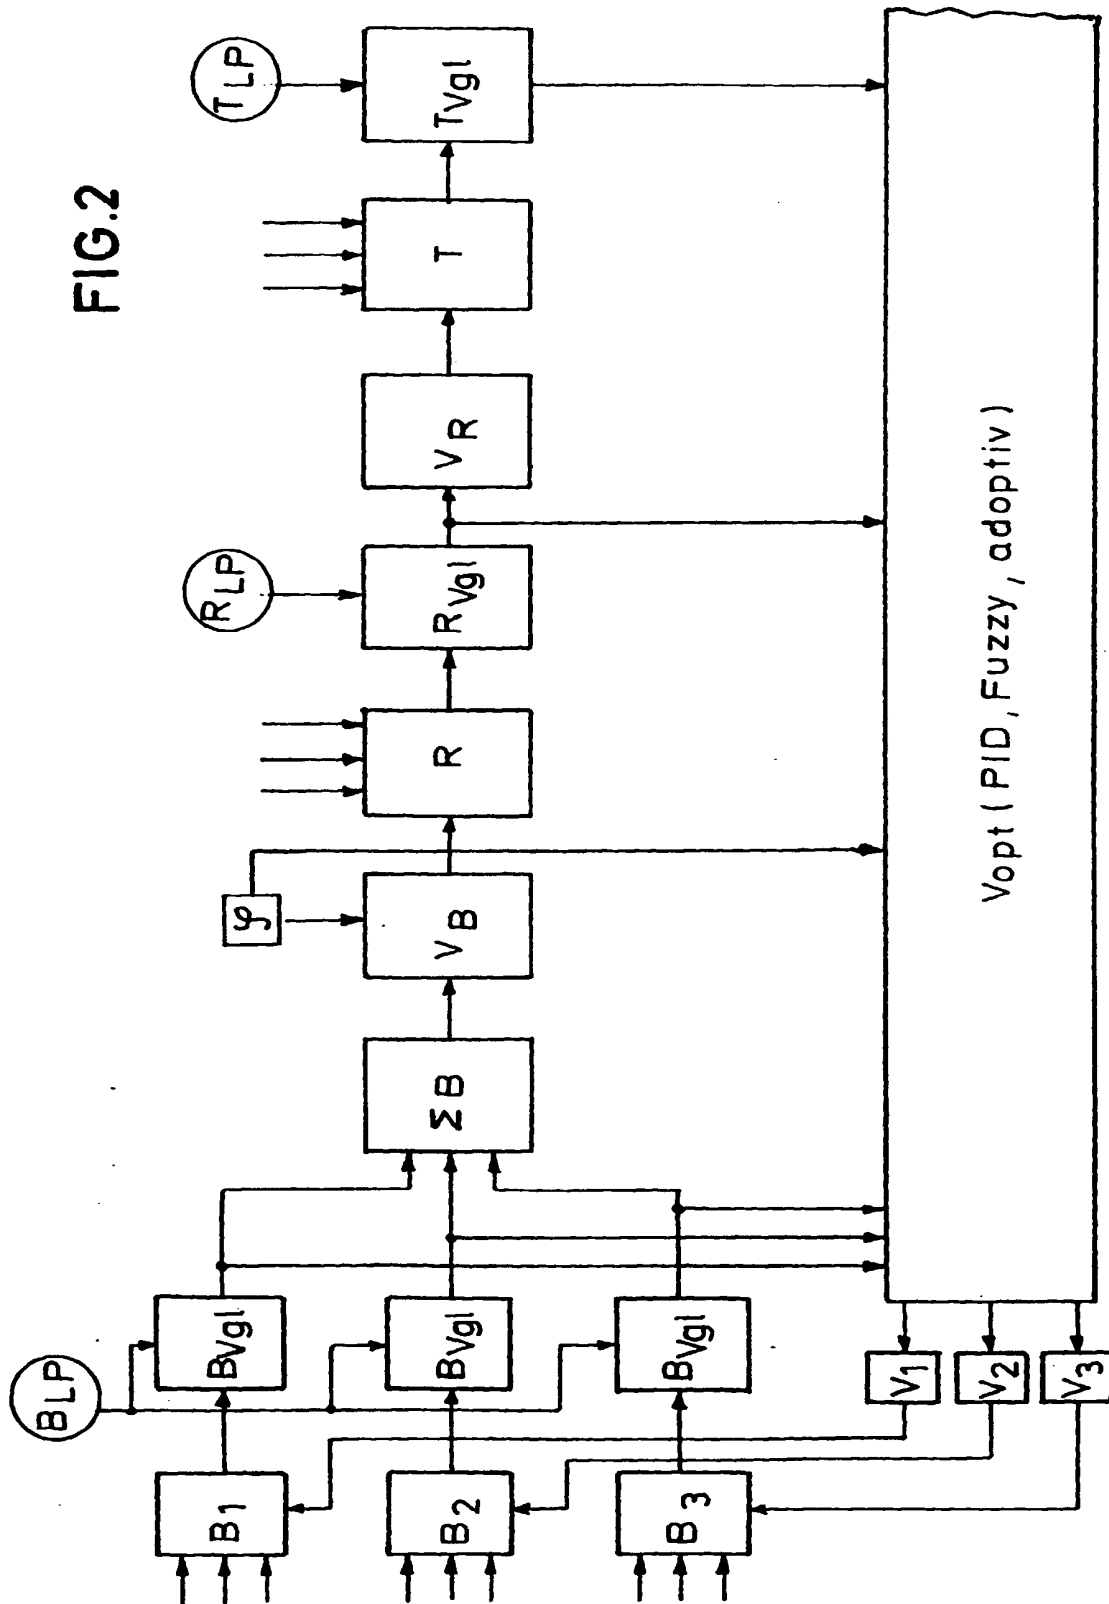 FIG.2
BLP
RLP
TLP
φ
B1
BVgl
B2
BVgl
B3
BVgl
ΣB
VB
R
RVgl
VR
T
TVgl
V1
V2
V3
Vopt (PID, Fuzzy, adoptiv)